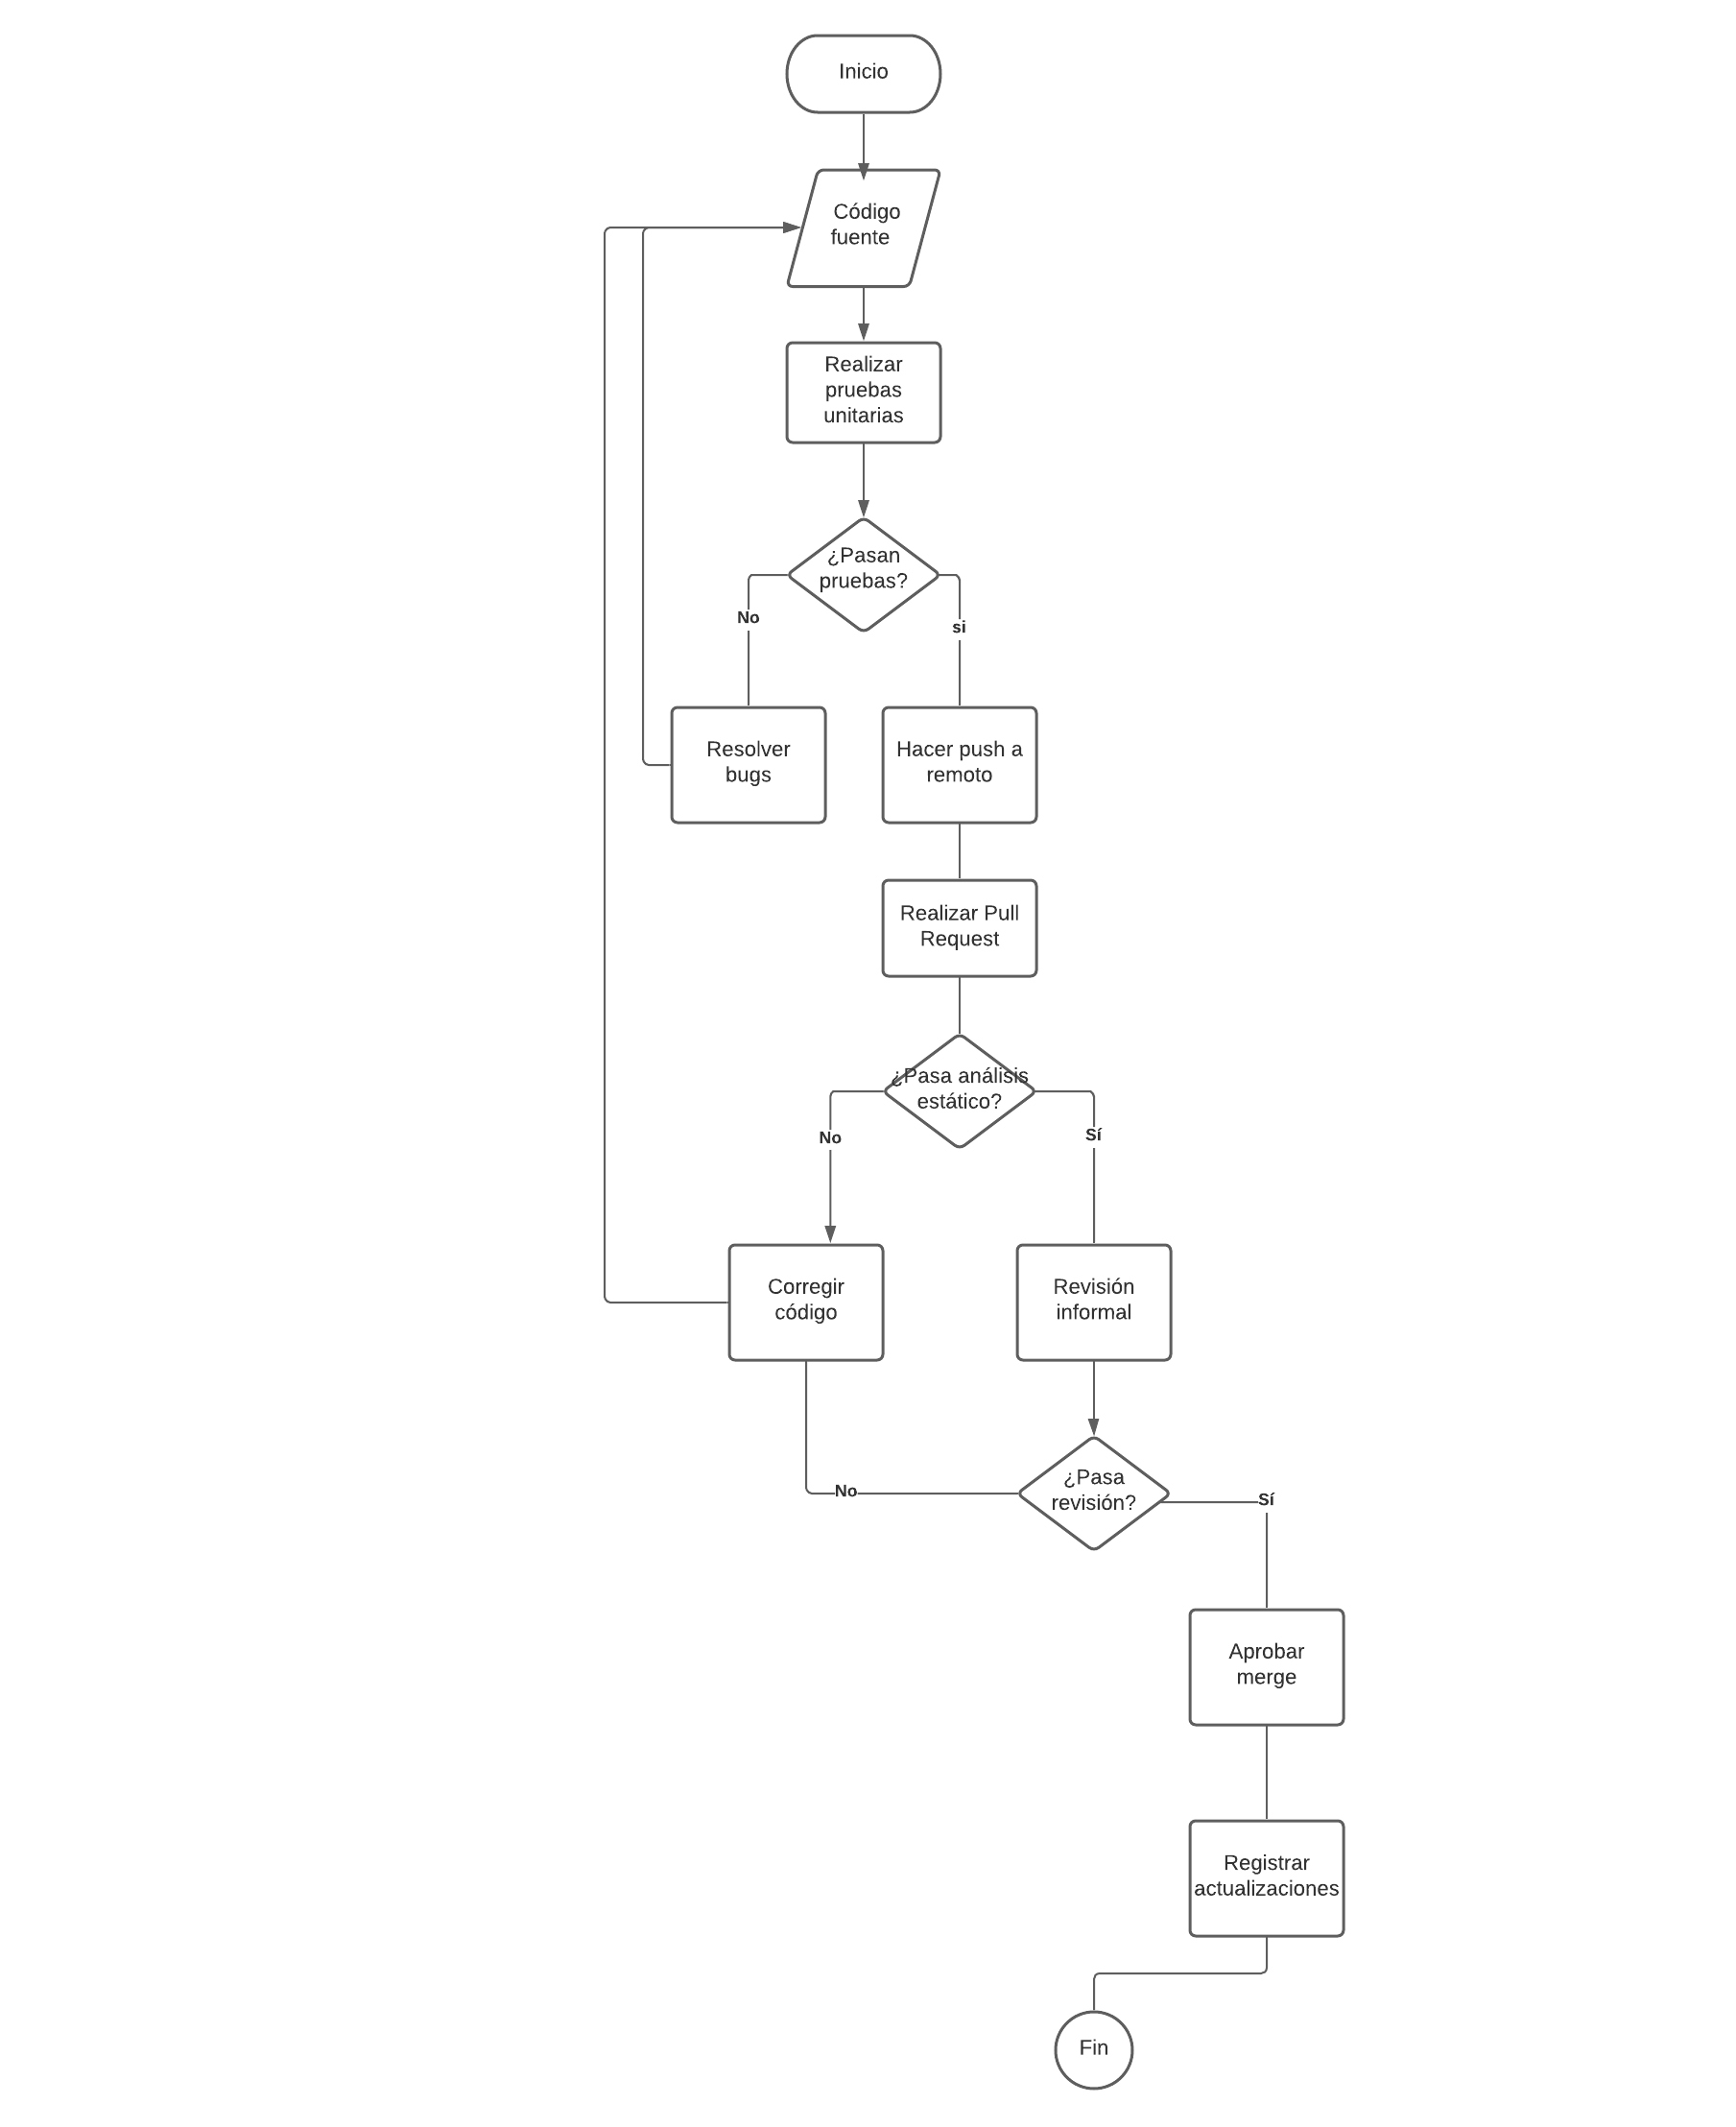 Inicio
Código
fuente
Realizar
pruebas
unitarias
¿Pasan
pruebas?
No
si
Resolver
bugs
Hacer push a
remoto
Realizar Pull
Request
¿Pasa análisis
estático?
No
Sí
Corregir
código
Revisión
informal
¿Pasa
revisión?
No
Sí
Aprobar
merge
Registrar
actualizaciones
Fin